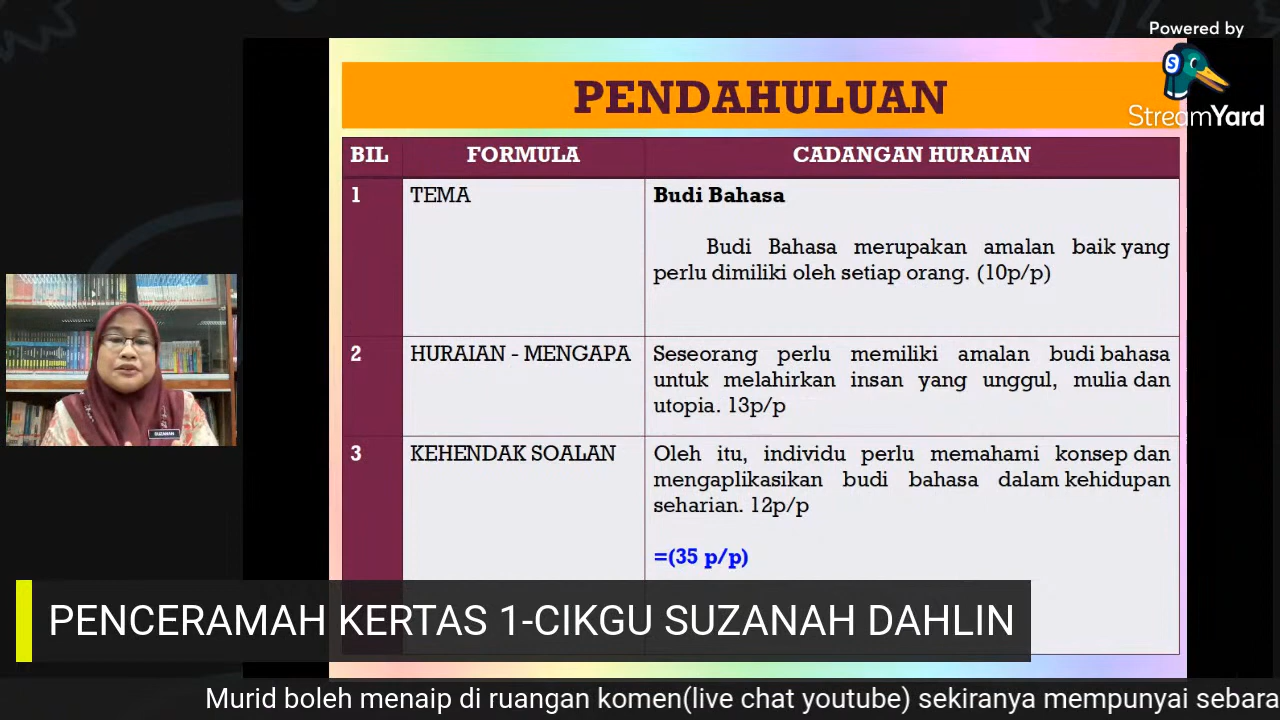 Powered by
StreamYard
PENDAHULUAN
BIL FORMULA CADANGAN HURAIAN
1 TEMA Budi Bahasa
Budi Bahasa merupakan amalan baik yang
perlu dimiliki oleh setiap orang. (10p/p)
2 HURAIAN - MENGAPA Seseorang perlu memiliki amalan budi bahasa
untuk melahirkan insan yang unggul, mulia dan
utopia. 13p/p
3 KEHENDAK SOALAN Oleh itu, individu perlu memahami konsep dan
mengaplikasikan budi bahasa dalam kehidupan
seharian. 12p/p
=(35 p/p)
SUZANAH
PENCERAMAH KERTAS 1-CIKGU SUZANAH DAHLIN
Murid boleh menaip di ruangan komen(live chat youtube) sekiranya mempunyai sebara